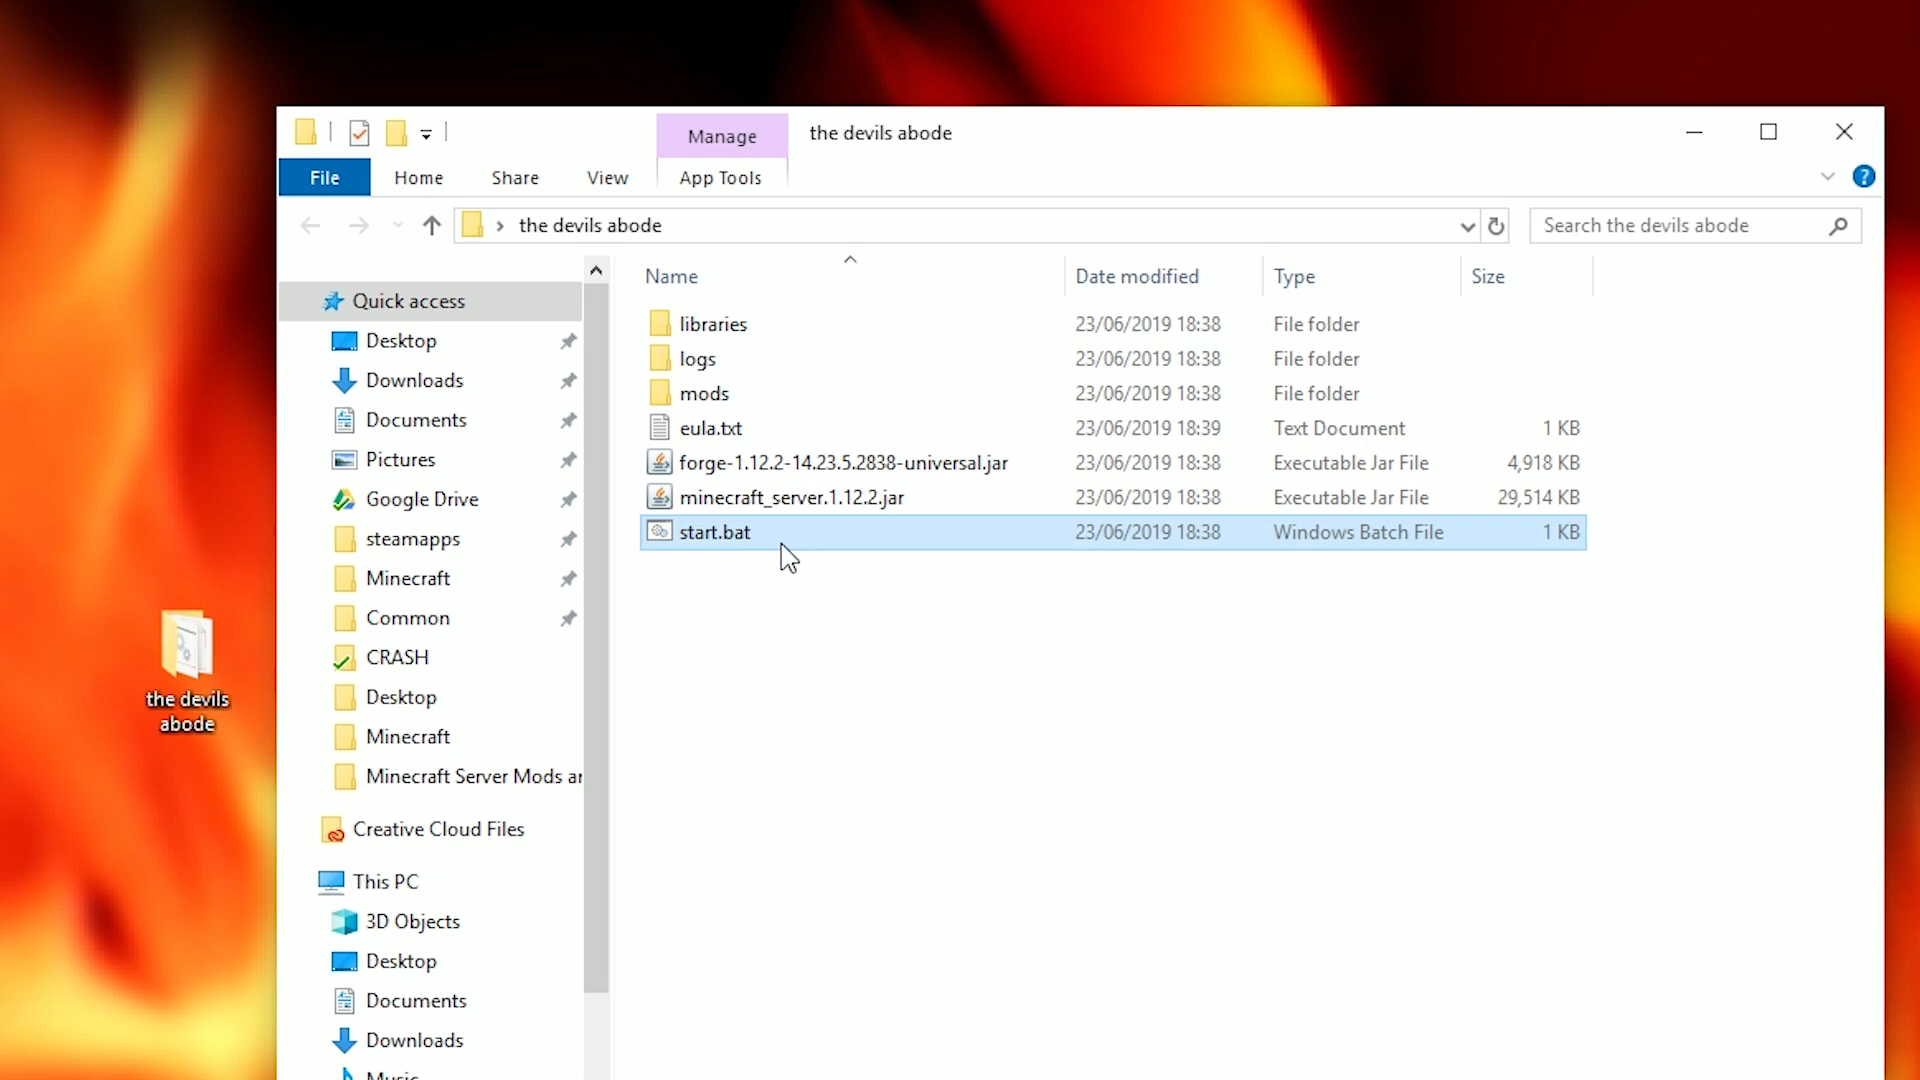 Manage
the devils abode
File
Home
Share
View
App Tools
the devils abode
Search the devils abode
Name
Date modified
Type
Size
Quick access
Desktop
Downloads
Documents
Pictures
Google Drive
steamapps
Minecraft
Common
CRASH
Desktop
Minecraft
Minecraft Server Mods ar
Creative Cloud Files
This PC
3D Objects
Desktop
Documents
Downloads
Music
libraries 23/06/2019 18:38 File folder
logs 23/06/2019 18:38 File folder
mods 23/06/2019 18:38 File folder
eula.txt 23/06/2019 18:39 Text Document 1 KB
forge-1.12.2-14.23.5.2838-universal.jar 23/06/2019 18:38 Executable Jar File 4,918 KB
minecraft_server.1.12.2.jar 23/06/2019 18:38 Executable Jar File 29,514 KB
start.bat 23/06/2019 18:38 Windows Batch File 1 KB
the devils
abode